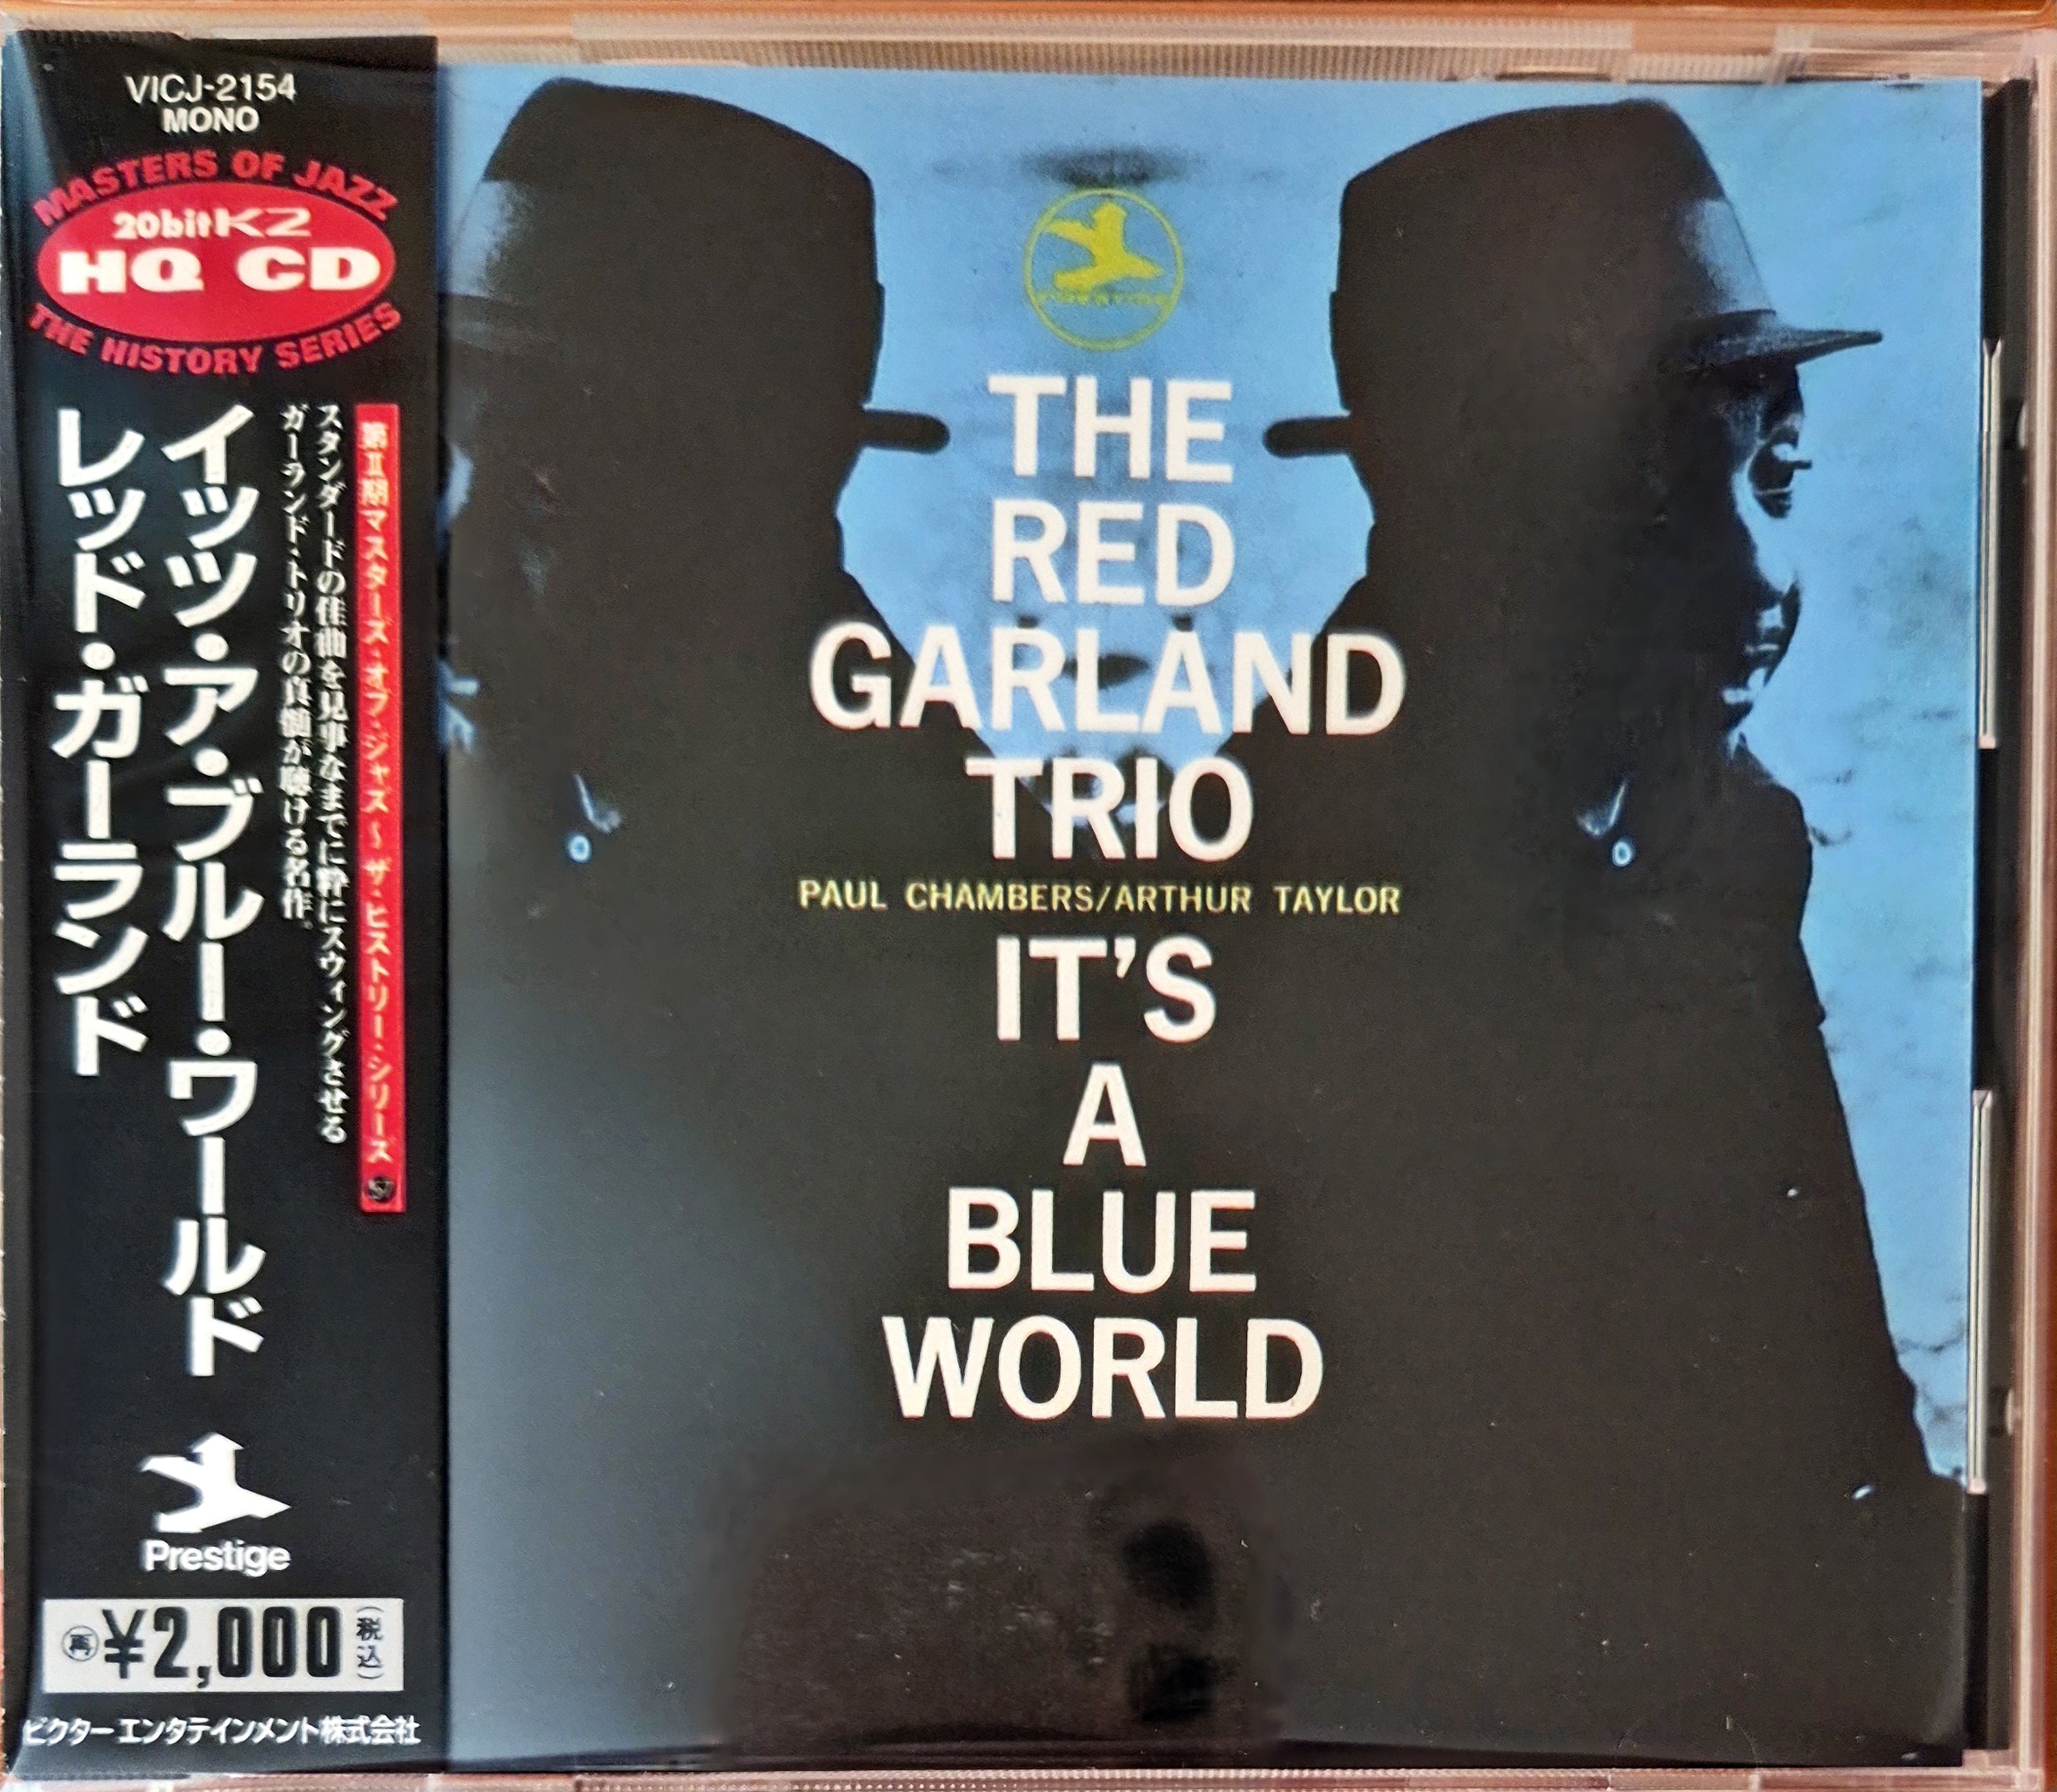 VICJ-2154
MONO
MASTERS OF JAZZ
20bit K2
HQ CD
THE HISTORY SERIES
第Ⅱ期マスターズ・オブ・ジャズ〜ザ・ヒストリー・シリーズ
スタンダードの佳曲を見事なまでに粋にスウィングさせる
ガーランド・トリオの真髄が聴ける名作。
イッツ・ア・ブルー・ワールド
レッド・ガーランド
Prestige
再 ¥2,000 (税込)
ビクターエンタテインメント株式会社
PRESTIGE
THE
RED
GARLAND
TRIO
PAUL CHAMBERS/ARTHUR TAYLOR
IT'S
A
BLUE
WORLD